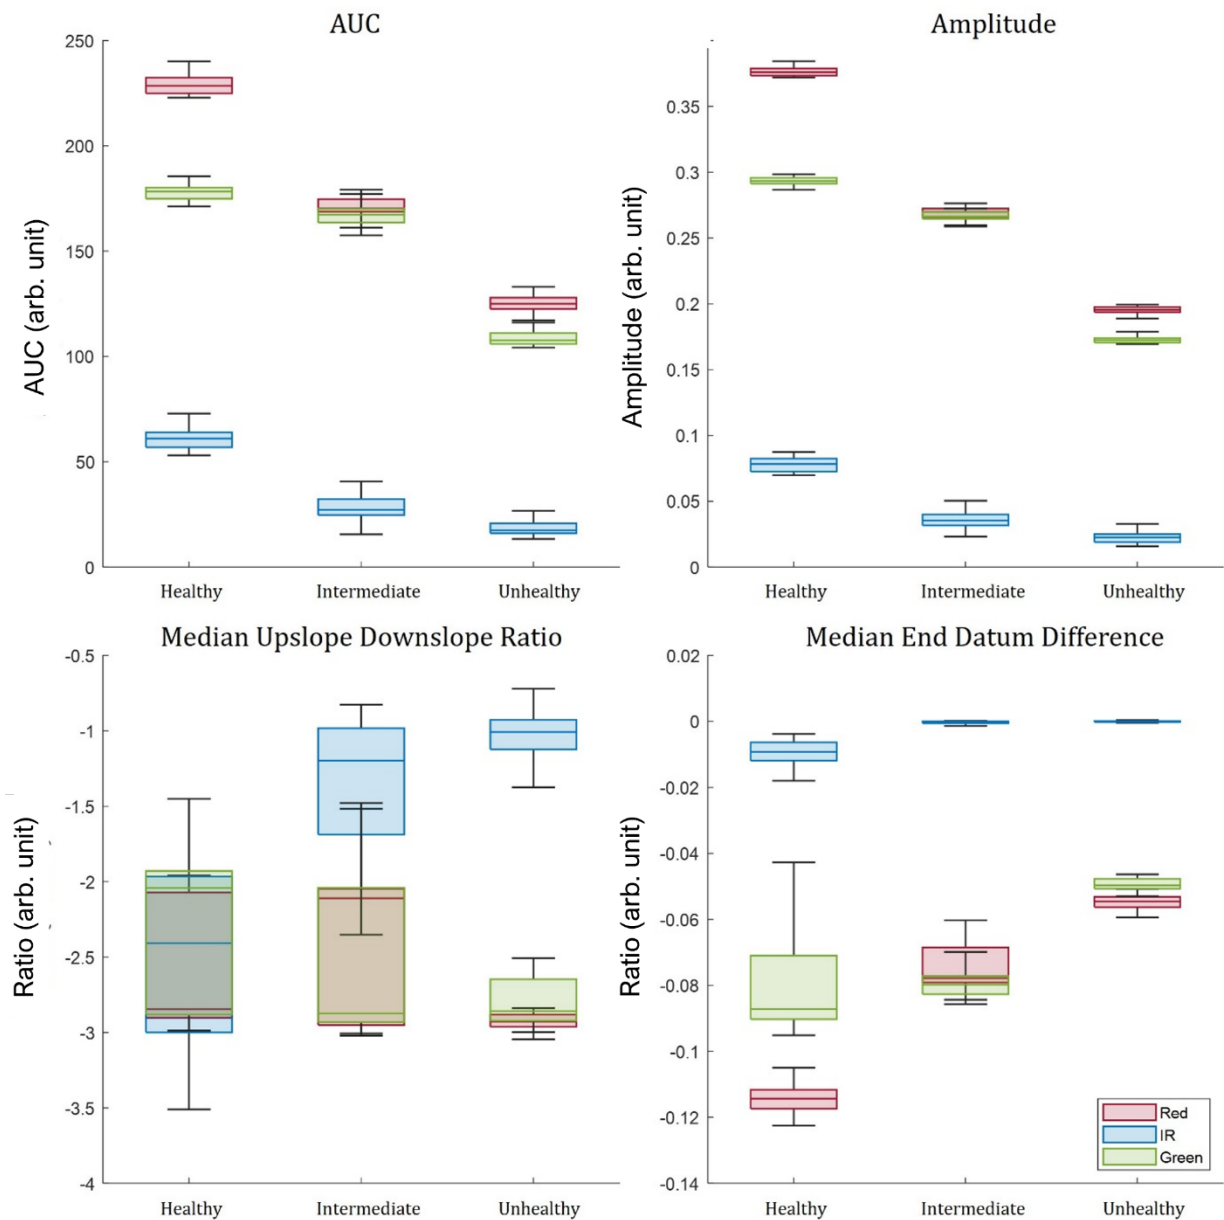 AUC
AUC (arb. unit)
250
200
150
100
50
0
Healthy
Intermediate
Unhealthy
Amplitude
Amplitude (arb. unit)
0.35
0.3
0.25
0.2
0.15
0.1
0.05
0
Healthy
Intermediate
Unhealthy
Median Upslope Downslope Ratio
Ratio (arb. unit)
-0.5
-1
-1.5
-2
-2.5
-3
-3.5
-4
Healthy
Intermediate
Unhealthy
Median End Datum Difference
Ratio (arb. unit)
0.02
0
-0.02
-0.04
-0.06
-0.08
-0.1
-0.12
-0.14
Healthy
Intermediate
Unhealthy
Red
IR
Green